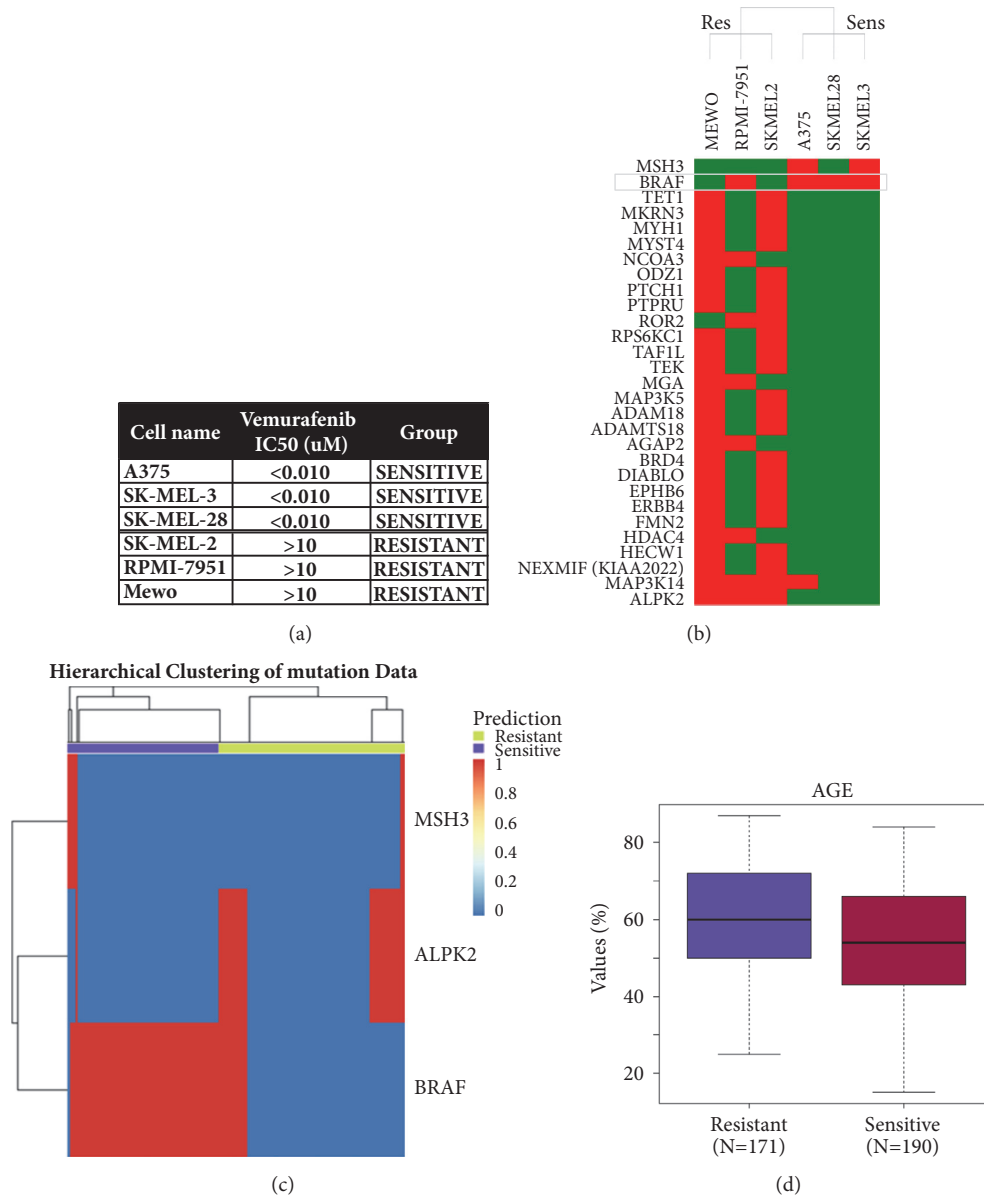 Res Sens
MEWO
RPMI-7951
SKMEL2
A375
SKMEL28
SKMEL3
MSH3
BRAF
TET1
MKRN3
MYH1
MYST4
NCOA3
ODZ1
PTCH1
PTPRU
ROR2
RPS6KC1
TAF1L
TEK
MGA
MAP3K5
ADAM18
ADAMTS18
AGAP2
BRD4
DIABLO
EPHB6
ERBB4
FMN2
HDAC4
HECW1
NEXMIF (KIAA2022)
MAP3K14
ALPK2
Cell name Vemurafenib IC50 (uM) Group
A375 <0.010 SENSITIVE
SK-MEL-3 <0.010 SENSITIVE
SK-MEL-28 <0.010 SENSITIVE
SK-MEL-2 >10 RESISTANT
RPMI-7951 >10 RESISTANT
Mewo >10 RESISTANT
(a)
(b)
Hierarchical Clustering of mutation Data
Prediction
Resistant
Sensitive
1
0.8
0.6
0.4
0.2
0
MSH3
ALPK2
BRAF
(c)
AGE
Values (%)
80
60
40
20
Resistant
(N=171)
Sensitive
(N=190)
(d)